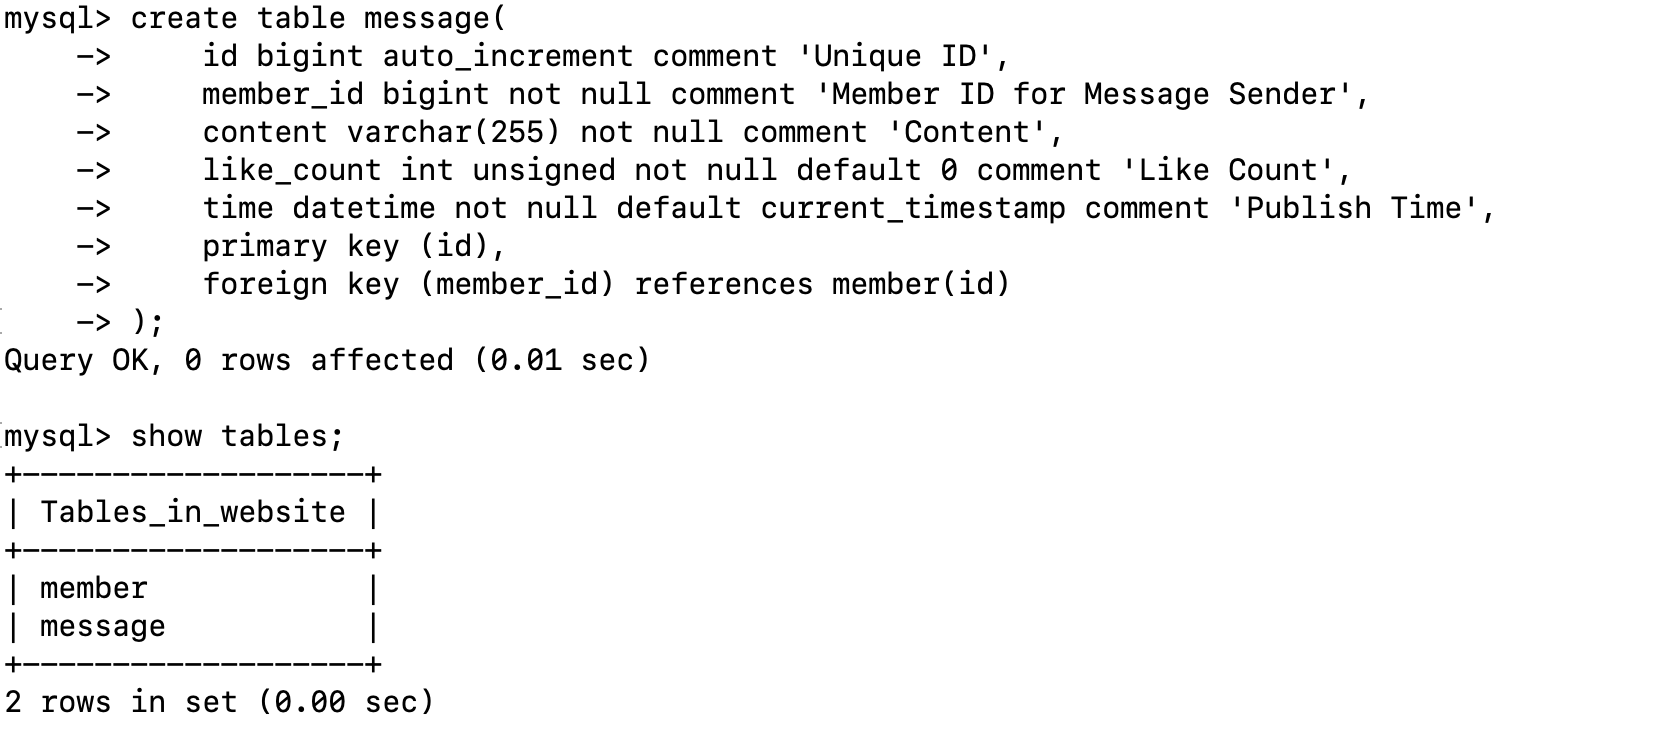 mysql> create table message(
    ->     id bigint auto_increment comment 'Unique ID',
    ->     member_id bigint not null comment 'Member ID for Message Sender',
    ->     content varchar(255) not null comment 'Content',
    ->     like_count int unsigned not null default 0 comment 'Like Count',
    ->     time datetime not null default current_timestamp comment 'Publish Time',
    ->     primary key (id),
    ->     foreign key (member_id) references member(id)
    -> );
Query OK, 0 rows affected (0.01 sec)

mysql> show tables;
+-------------------+
| Tables_in_website |
+-------------------+
| member            |
| message           |
+-------------------+
2 rows in set (0.00 sec)